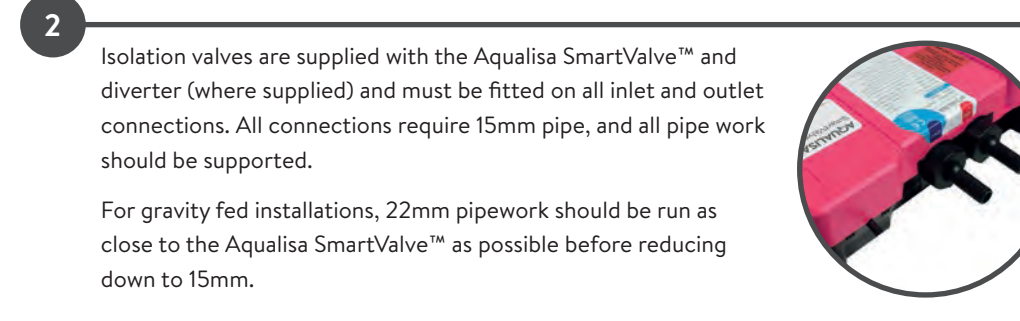 2
Isolation valves are supplied with the Aqualisa SmartValve™ and
diverter (where supplied) and must be fitted on all inlet and outlet
connections. All connections require 15mm pipe, and all pipe work
should be supported.
For gravity fed installations, 22mm pipework should be run as
close to the Aqualisa SmartValve™ as possible before reducing
down to 15mm.
AQUALISA